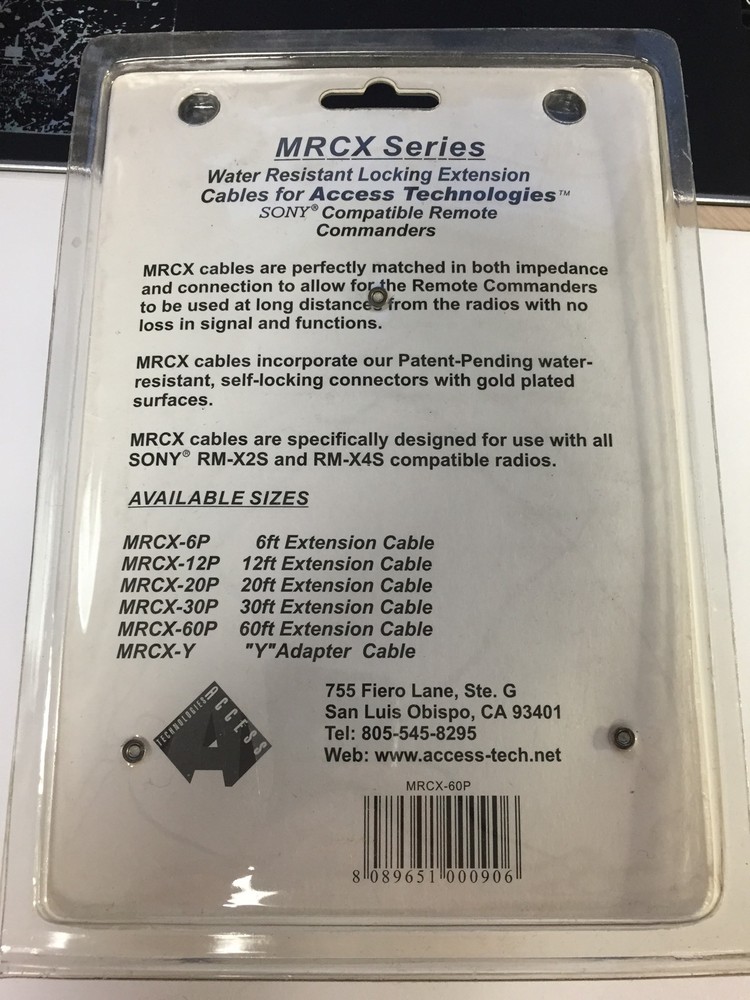 MRCX Series
Water Resistant Locking Extension
Cables for Access Technologies™
SONY® Compatible Remote
Commanders
MRCX cables are perfectly matched in both impedance
and connection to allow for the Remote Commanders
to be used at long distances from the radios with no
loss in signal and functions.
MRCX cables incorporate our Patent-Pending water-
resistant, self-locking connectors with gold plated
surfaces.
MRCX cables are specifically designed for use with all
SONY® RM-X2S and RM-X4S compatible radios.
AVAILABLE SIZES
MRCX-6P 6ft Extension Cable
MRCX-12P 12ft Extension Cable
MRCX-20P 20ft Extension Cable
MRCX-30P 30ft Extension Cable
MRCX-60P 60ft Extension Cable
MRCX-Y "Y"Adapter Cable
TECHNOLOGIES ACCESS
A
755 Fiero Lane, Ste. G
San Luis Obispo, CA 93401
Tel: 805-545-8295
Web: www.access-tech.net
MRCX-60P
8 089651 000906